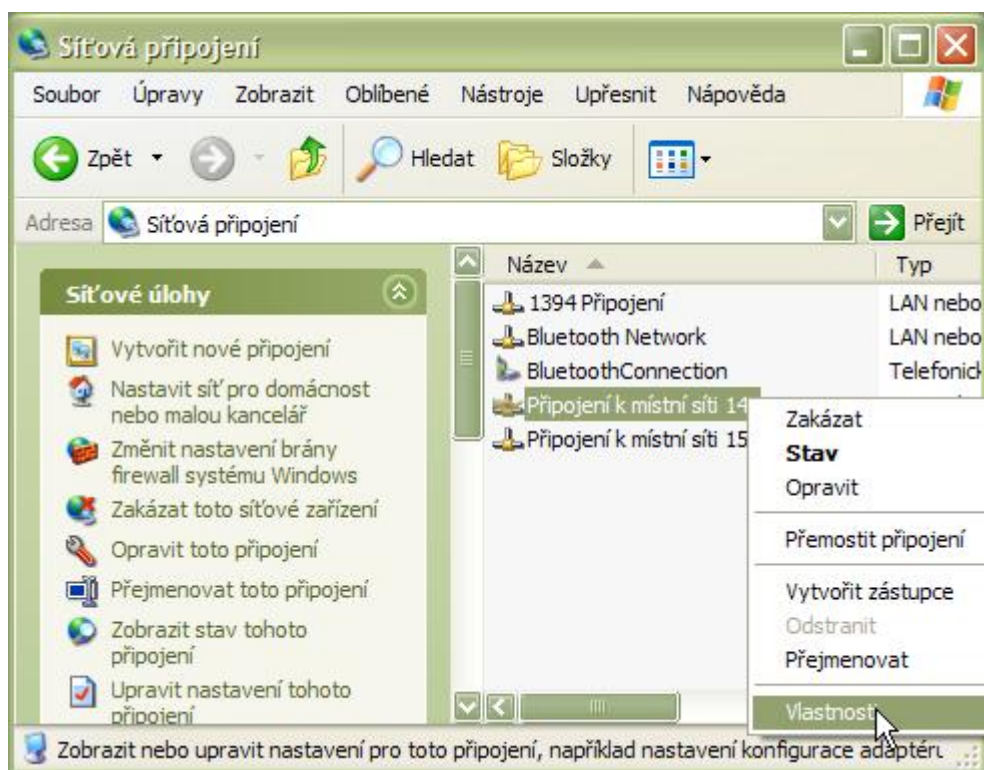 Síťová připojení
Soubor Úpravy Zobrazit Oblíbené Nástroje Upřesnit Nápověda
Zpět Hledat Složky
Adresa Síťová připojení Přejít
Síťové úlohy
Vytvořit nové připojení
Nastavit síť pro domácnost
nebo malou kancelář
Změnit nastavení brány
firewall systému Windows
Zakázat toto síťové zařízení
Opravit toto připojení
Přejmenovat toto připojení
Zobrazit stav tohoto
připojení
Upravit nastavení tohoto
připojení
Název Typ
1394 Připojení LAN nebo
Bluetooth Network LAN nebo
BluetoothConnection Telefonick
Připojení k místní síti 14
Připojení k místní síti 15
Zakázat
Stav
Opravit
Přemostit připojení
Vytvořit zástupce
Odstranit
Přejmenovat
Vlastnosti
Zobrazit nebo upravit nastavení pro toto připojení, například nastavení konfigurace adaptéru